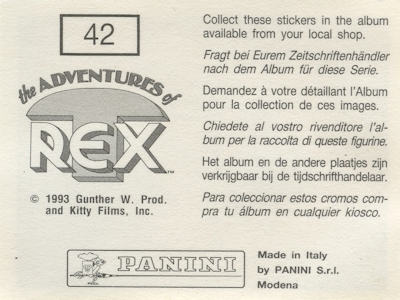 42
the ADVENTURES of
T
REX™
© 1993 Gunther W. Prod.
and Kitty Films, Inc.
Collect these stickers in the album
available from your local shop.
Fragt bei Eurem Zeitschriftenhändler
nach dem Album für diese Serie.
Demandez à votre détaillant l'Album
pour la collection de ces images.
Chiedete al vostro rivenditore l'al-
bum per la raccolta di queste figurine.
Het album en de andere plaatjes zijn
verkrijgbaar bij de tijdschrifthandelaar.
Para coleccionar estos cromos com-
pra tu álbum en cualquier kiosco.
PANINI
Made in Italy
by PANINI S.r.l.
Modena